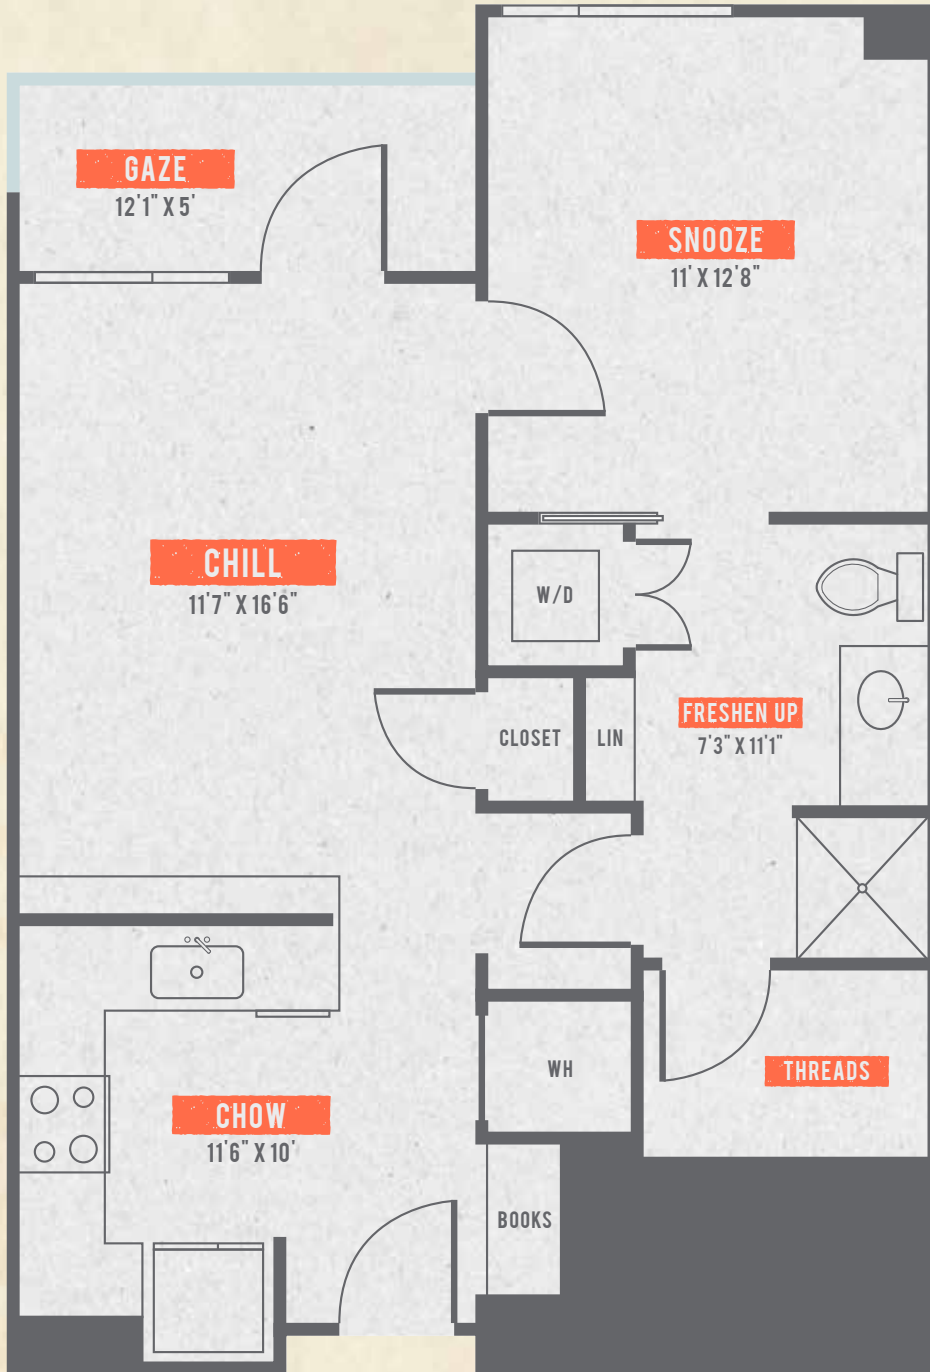 GAZE
12'1" X 5'
SNOOZE
11' X 12'8"
CHILL
11'7" X 16'6"
W/D
CLOSET
LIN
FRESHEN UP
7'3" X 11'1"
WH
THREADS
CHOW
11'6" X 10'
BOOKS